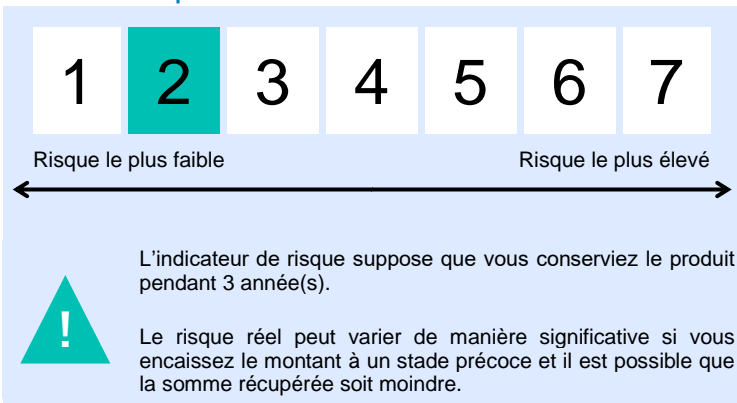 1 2 3 4 5 6 7
Risque le plus faible Risque le plus élevé
L'indicateur de risque suppose que vous conserviez le produit
pendant 3 année(s).
!
Le risque réel peut varier de manière significative si vous
encaissez le montant à un stade précoce et il est possible que
la somme récupérée soit moindre.